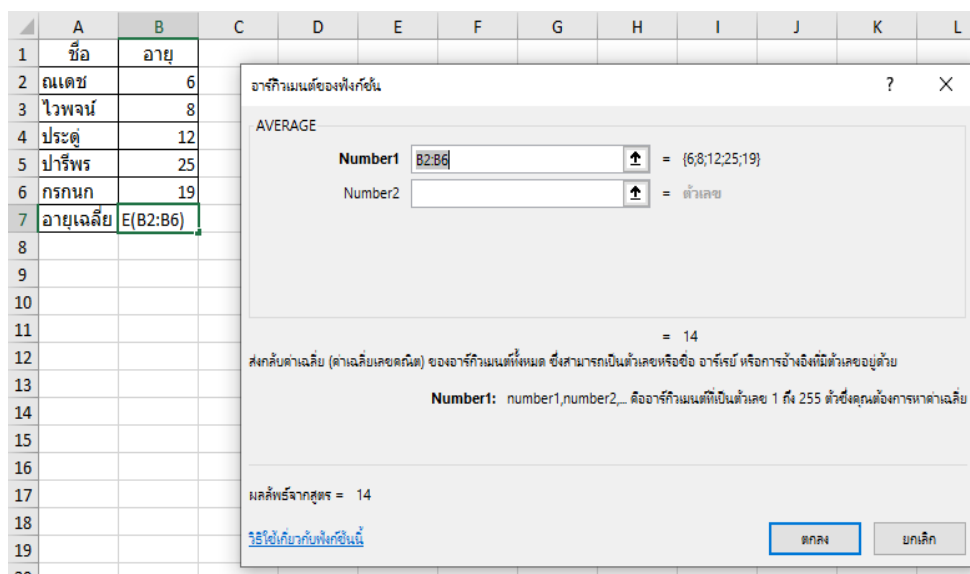 A B C D E F G H I J K L
1 ชื่อ อายุ
2 ณเดช 6
3 ไวพจน์ 8
4 ประดู่ 12
5 ปารีพร 25
6 กรกนก 19
7 อายุเฉลี่ย E(B2:B6)
8
9
10
11
12
13
14
15
16
17
18
19
20
อาร์กิวเมนต์ของฟังก์ชัน ? X
AVERAGE
Number1 B2:B6 = {6;8;12;25;19}
Number2 = ตัวเลข
= 14
ส่งกลับค่าเฉลี่ย (ค่าเฉลี่ยเลขคณิต) ของอาร์กิวเมนต์ทั้งหมด ซึ่งสามารถเป็นตัวเลขหรือชื่อ อาร์เรย์ หรือการอ้างอิงที่มีตัวเลขอยู่ด้วย
Number1: number1,number2,... คืออาร์กิวเมนต์ที่เป็นตัวเลข 1 ถึง 255 ตัวซึ่งคุณต้องการหาค่าเฉลี่ย
ผลลัพธ์จากสูตร = 14
วิธีใช้เกี่ยวกับฟังก์ชันนี้
ตกลง ยกเลิก